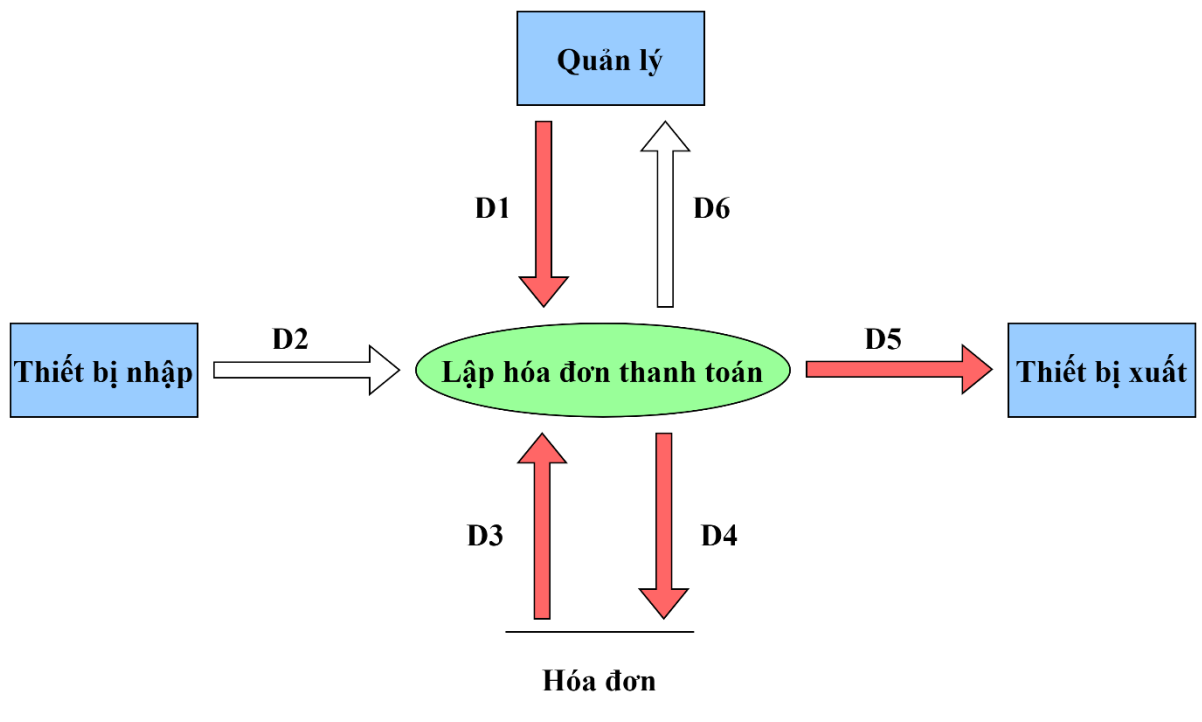 Quản lý
D1
D6
Thiết bị nhập
D2
Lập hóa đơn thanh toán
D5
Thiết bị xuất
D3
D4
Hóa đơn